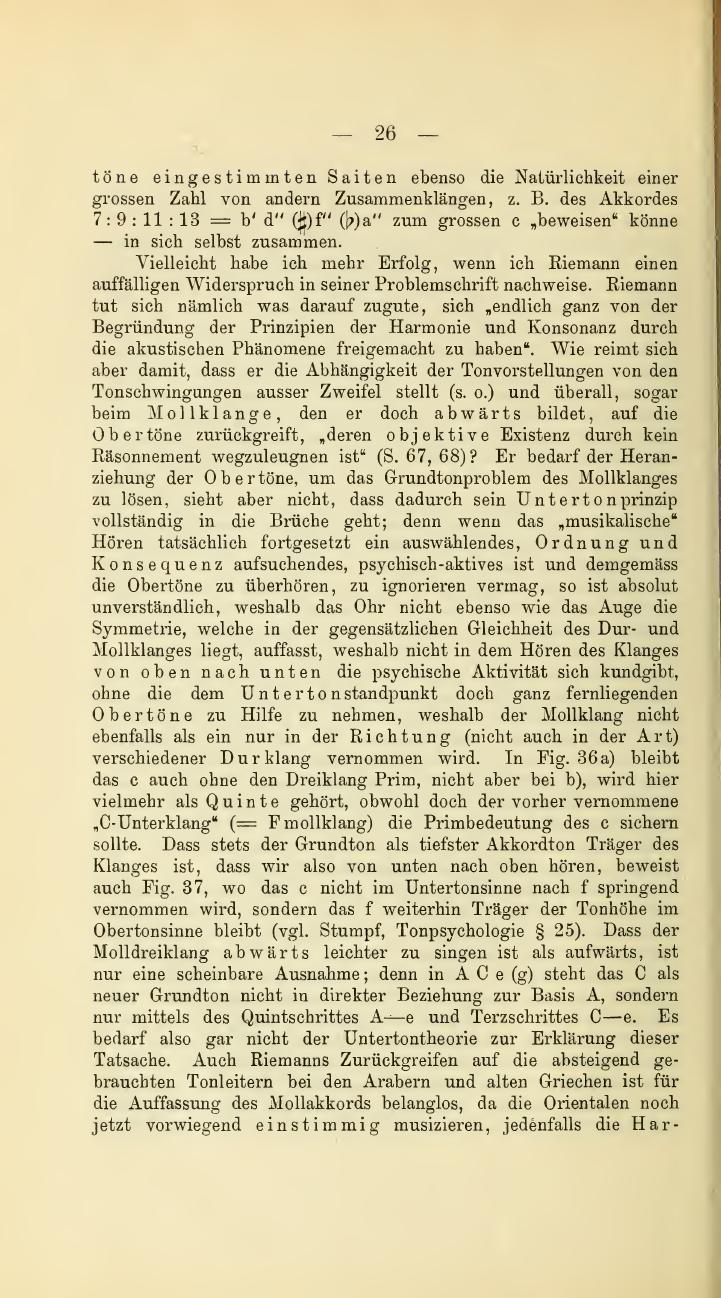 — 26 —
töne eingestimmten Saiten ebenso die Natürlichkeit einer
grossen Zahl von andern Zusammenklängen, z. B. des Akkordes
7 : 9 : 11 : 13 = b' d" (♯)f" (♭)a" zum grossen c „beweisen“ könne
— in sich selbst zusammen.
Vielleicht habe ich mehr Erfolg, wenn ich Riemann einen
auffälligen Widerspruch in seiner Problemschrift nachweise. Riemann
tut sich nämlich was darauf zugute, sich „endlich ganz von der
Begründung der Prinzipien der Harmonie und Konsonanz durch
die akustischen Phänomene freigemacht zu haben“. Wie reimt sich
aber damit, dass er die Abhängigkeit der Tonvorstellungen von den
Tonschwingungen ausser Zweifel stellt (s. o.) und überall, sogar
beim Mollklange, den er doch abwärts bildet, auf die
Obertöne zurückgreift, „deren objektive Existenz durch kein
Räsonnement wegzuleugnen ist“ (S. 67, 68)? Er bedarf der Heran-
ziehung der Obertöne, um das Grundtonproblem des Mollklanges
zu lösen, sieht aber nicht, dass dadurch sein Untertonprinzip
vollständig in die Brüche geht; denn wenn das „musikalische“
Hören tatsächlich fortgesetzt ein auswählendes, Ordnung und
Konsequenz aufsuchendes, psychisch-aktives ist und demgemäss
die Obertöne zu überhören, zu ignorieren vermag, so ist absolut
unverständlich, weshalb das Ohr nicht ebenso wie das Auge die
Symmetrie, welche in der gegensätzlichen Gleichheit des Dur- und
Mollklanges liegt, auffasst, weshalb nicht in dem Hören des Klanges
von oben nach unten die psychische Aktivität sich kundgibt,
ohne die dem Untertonstandpunkt doch ganz fernliegenden
Obertöne zu Hilfe zu nehmen, weshalb der Mollklang nicht
ebenfalls als ein nur in der Richtung (nicht auch in der Art)
verschiedener Durklang vernommen wird. In Fig. 36a) bleibt
das c auch ohne den Dreiklang Prim, nicht aber bei b), wird hier
vielmehr als Quinte gehört, obwohl doch der vorher vernommene
„C-Unterklang“ (= Fmollklang) die Primbedeutung des c sichern
sollte. Dass stets der Grundton als tiefster Akkordton Träger des
Klanges ist, dass wir also von unten nach oben hören, beweist
auch Fig. 37, wo das c nicht im Untertonsinne nach f springend
vernommen wird, sondern das f weiterhin Träger der Tonhöhe im
Obertonsinne bleibt (vgl. Stumpf, Tonpsychologie § 25). Dass der
Molldreiklang abwärts leichter zu singen ist als aufwärts, ist
nur eine scheinbare Ausnahme; denn in A C e (g) steht das C als
neuer Grundton nicht in direkter Beziehung zur Basis A, sondern
nur mittels des Quintschrittes A—e und Terzschrittes C—e. Es
bedarf also gar nicht der Untertontheorie zur Erklärung dieser
Tatsache. Auch Riemanns Zurückgreifen auf die absteigend ge-
brauchten Tonleitern bei den Arabern und alten Griechen ist für
die Auffassung des Mollakkords belanglos, da die Orientalen noch
jetzt vorwiegend einstimmig musizieren, jedenfalls die Har-